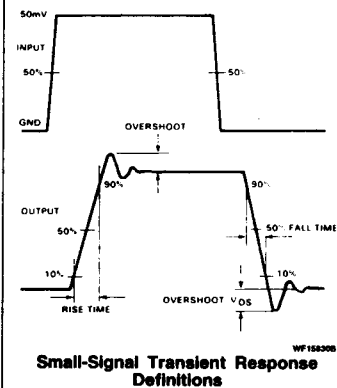 50mV
INPUT
50%
50%
GND
OVERSHOOT
90%
90%
OUTPUT
50%
50% FALL TIME
10%
10%
RISE TIME
OVERSHOOT VOS
WF15830B
Small-Signal Transient Response
Definitions